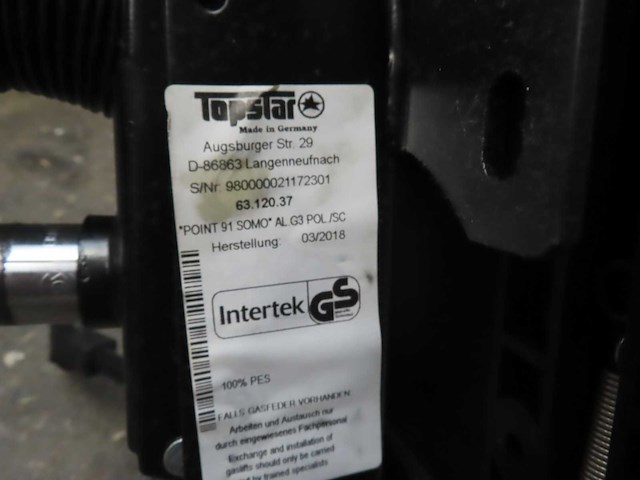 Topstar
Made in Germany
Augsburger Str. 29
D-86863 Langenneufnach
S/Nr. 980000021172301
63.120.37
"POINT 91 SOMO" AL.G3 POL./SC
Herstellung: 03/2018
Intertek GS
100% PES
FALLS GASFEDER VORHANDEN
Arbeiten und Austausch nur
durch eingewiesenes Fachpersonal
Exchange and installation of
gaslifts should only be carried
by trained specialists